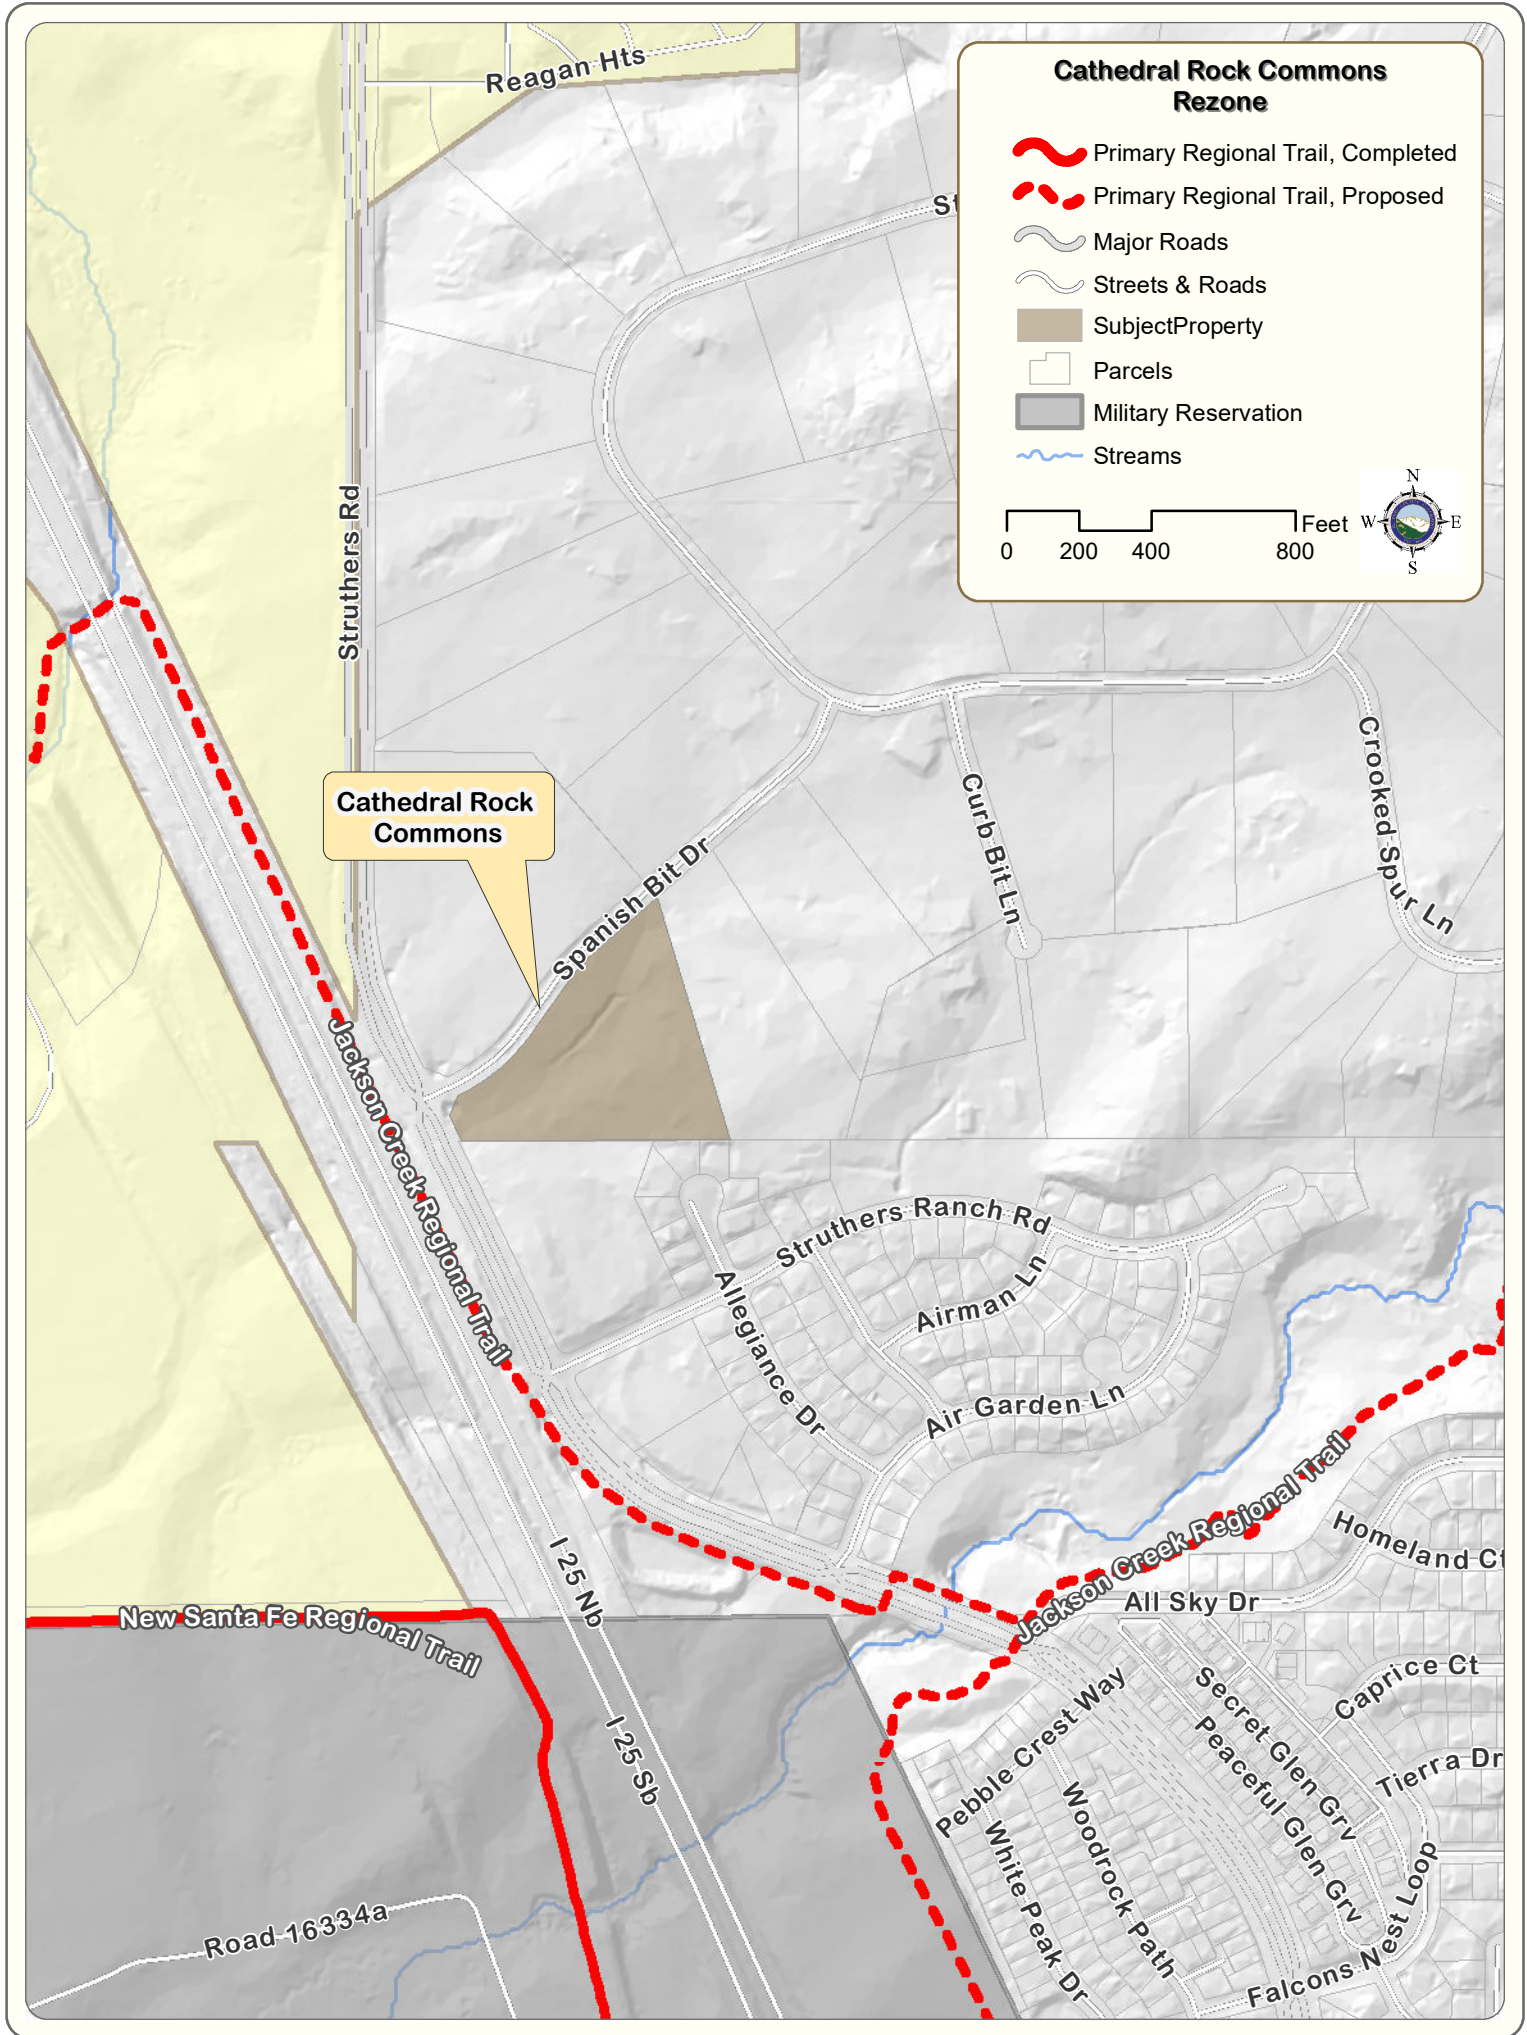 Reagan Hts
Cathedral Rock Commons
Rezone
Primary Regional Trail, Completed
Primary Regional Trail, Proposed
Major Roads
Streets & Roads
SubjectProperty
Parcels
Military Reservation
Streams
0 200 400 800 Feet
N
W E
S
St
Struthers Rd
Cathedral Rock
Commons
Spanish Bit Dr
Curb Bit Ln
Crooked Spur Ln
Jackson Creek Regional Trail
Struthers Ranch Rd
Allegiance Dr
Airman Ln
Air Garden Ln
Jackson Creek Regional Trail
Homeland Ct
All Sky Dr
I 25 Nb
New Santa Fe Regional Trail
I 25 Sb
Caprice Ct
Secret Glen Grv
Peaceful Glen Grv
Tierra Dr
Pebble Crest Way
Woodrock Path
White Peak Dr
Falcons Nest Loop
Road 16334a